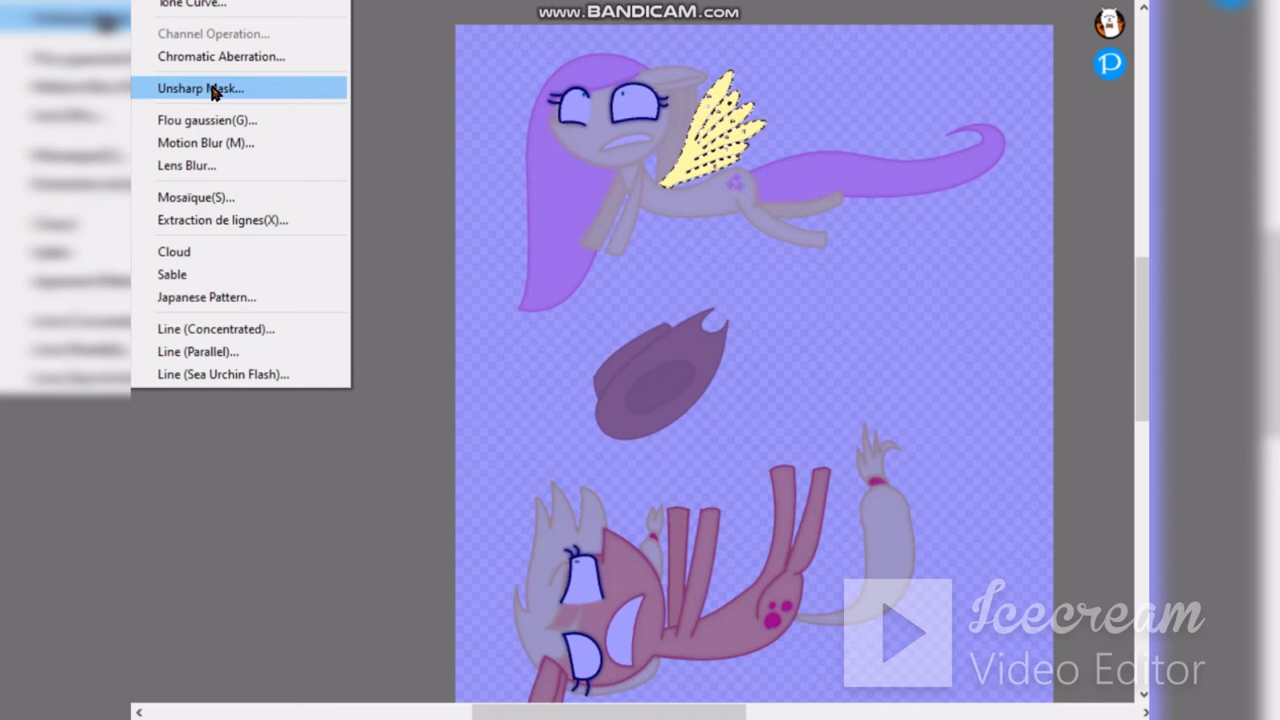 www.BANDICAM.com
Tone Curve...
Channel Operation...
Chromatic Aberration...
Unsharp Mask...
Flou gaussien(G)...
Motion Blur (M)...
Lens Blur...
Mosaïque(S)...
Extraction de lignes(X)...
Cloud
Sable
Japanese Pattern...
Line (Concentrated)...
Line (Parallel)...
Line (Sea Urchin Flash)...
Icecream
Video Editor